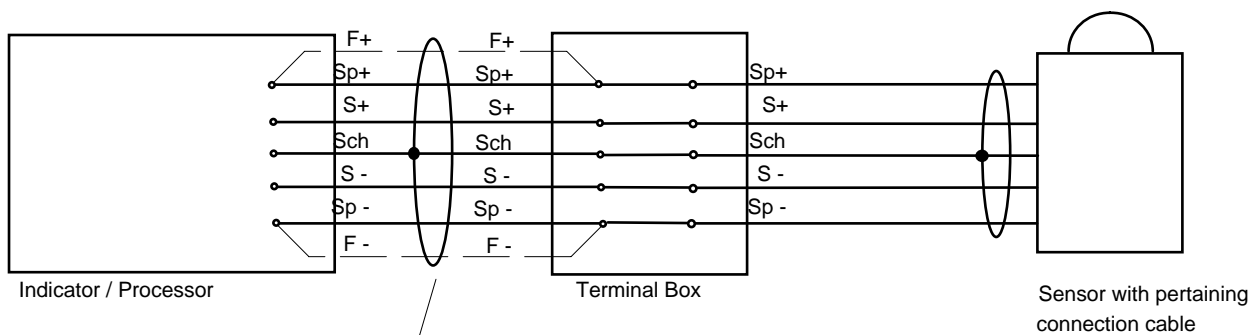 F+ F+
Sp+ Sp+ Sp+
S+ S+ S+
Sch Sch Sch
S - S - S -
Sp - Sp - Sp -
F - F -
Indicator / Processor
Terminal Box
Sensor with pertaining
connection cable